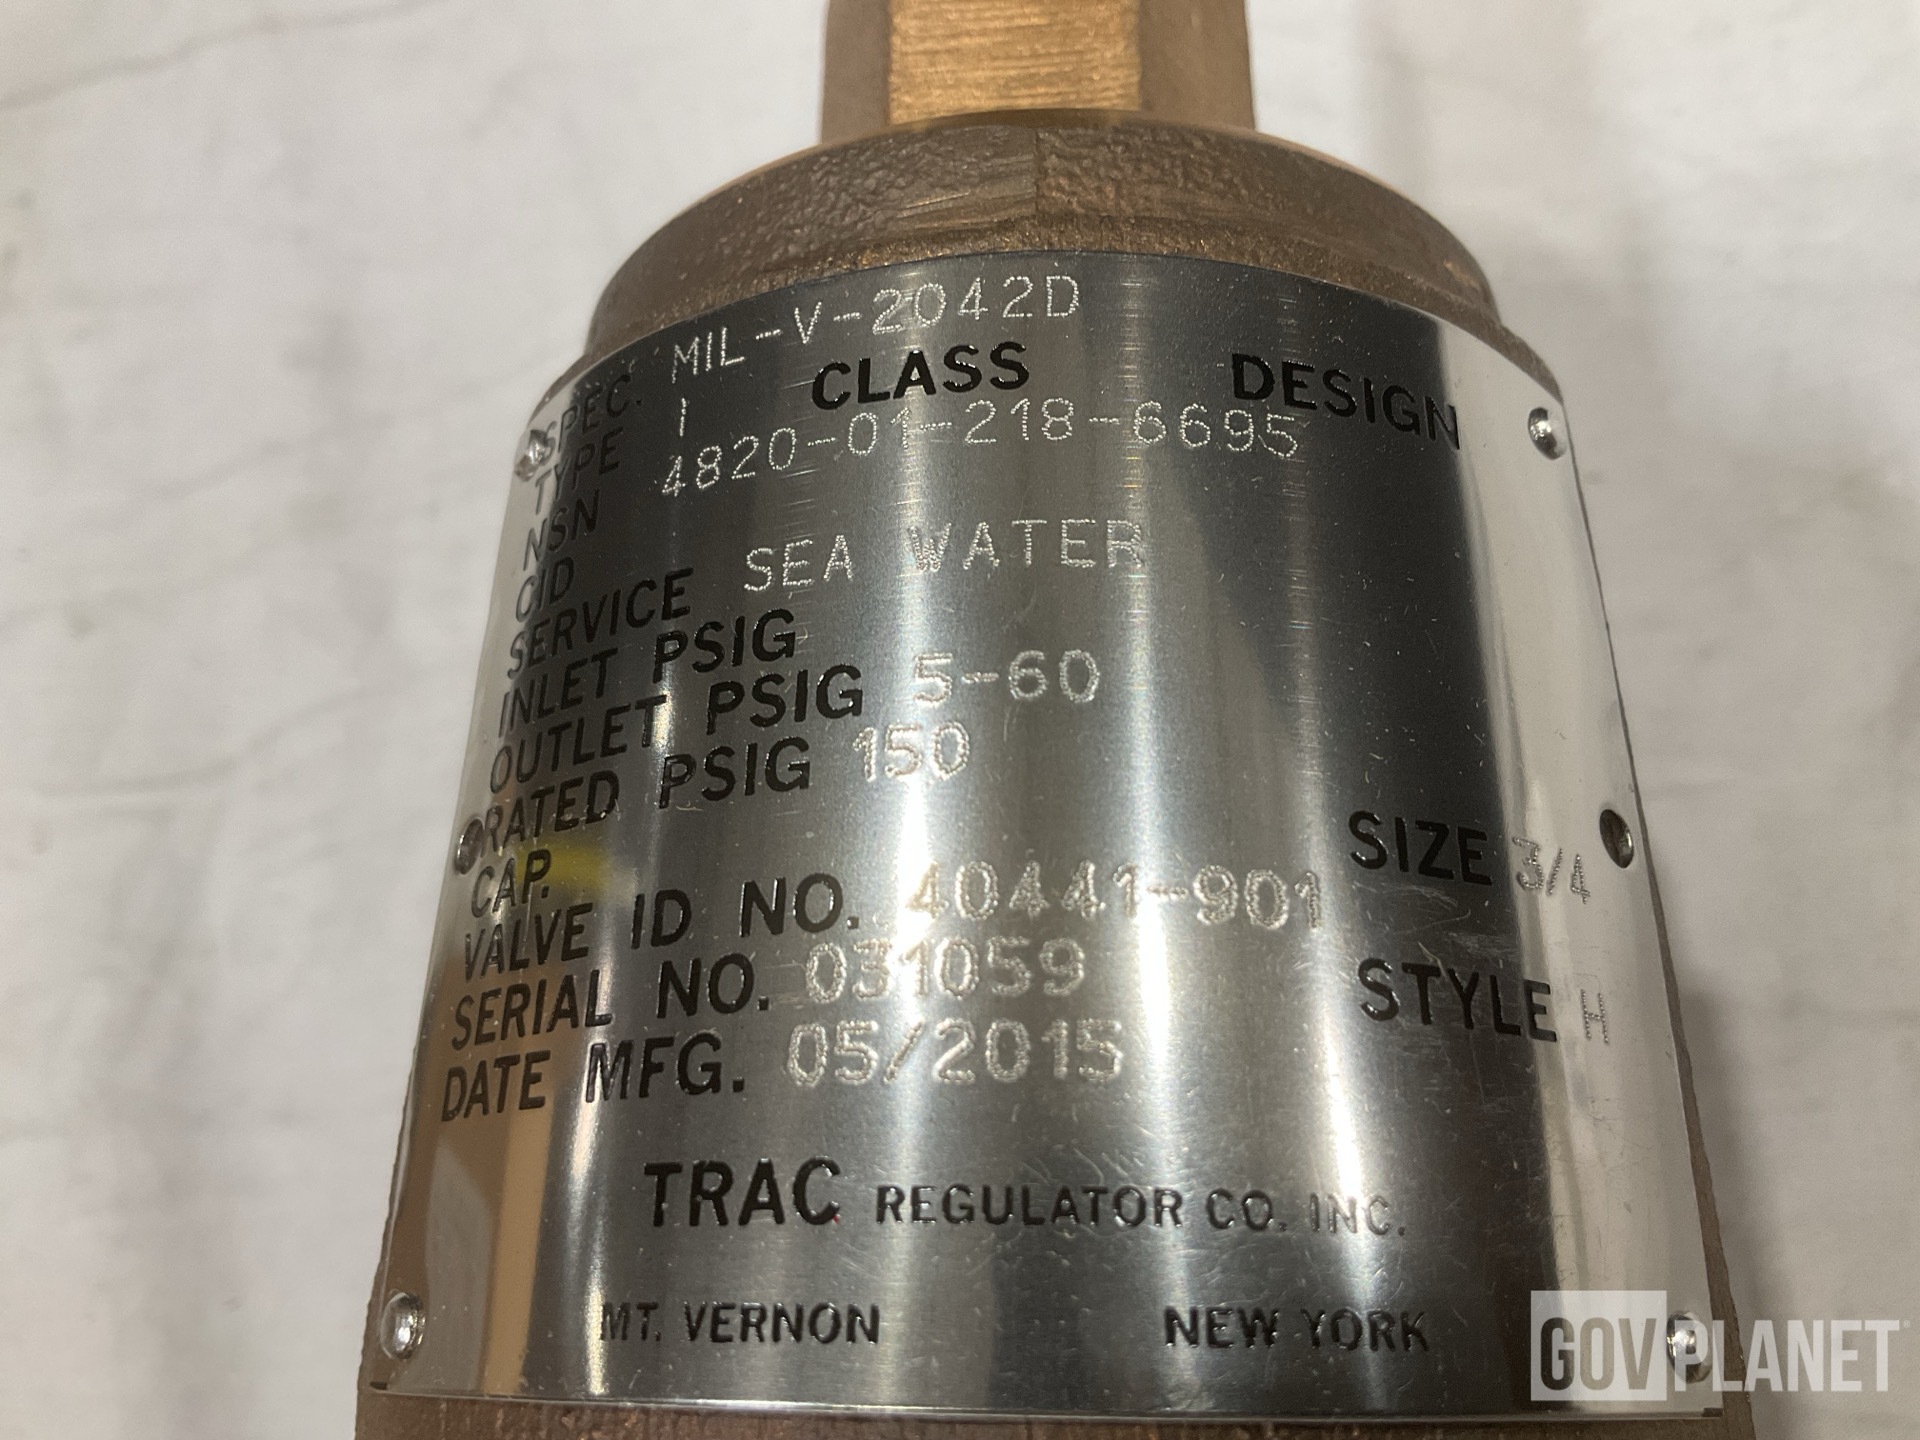 SPEC. MIL-V-2042D
TYPE I CLASS DESIGN
NSN 4820-01-218-6695
CID
SERVICE SEA WATER
INLET PSIG
OUTLET PSIG 5-60
RATED PSIG 150
CAP. SIZE 3/4
VALVE ID NO. 40441-901
SERIAL NO. 031059 STYLE H
DATE MFG. 05/2015
TRAC REGULATOR CO. INC.
MT. VERNON NEW YORK
GOVPLANET